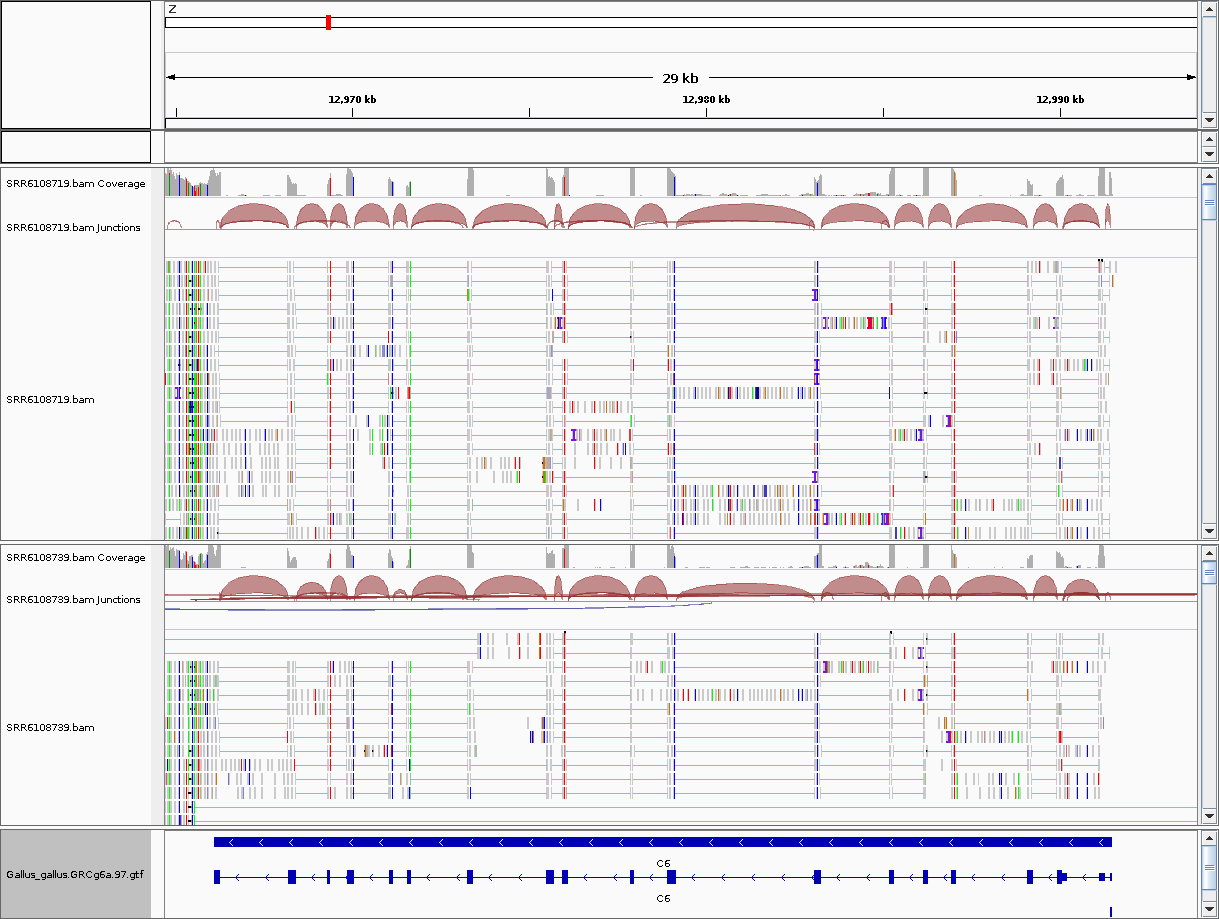 Z
29 kb
12,970 kb 12,980 kb 12,990 kb
SRR6108719.bam Coverage
SRR6108719.bam Junctions
SRR6108719.bam
SRR6108739.bam Coverage
SRR6108739.bam Junctions
SRR6108739.bam
C6
Gallus_gallus.GRCg6a.97.gtf
C6